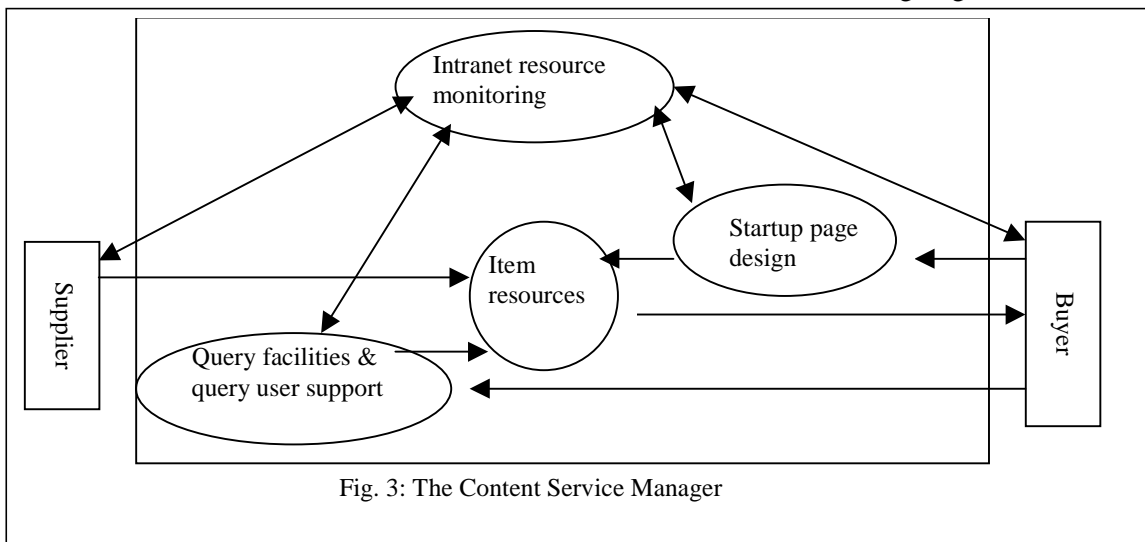 Intranet resource
monitoring
Startup page
design
Item
resources
Supplier
Buyer
Query facilities &
query user support
Fig. 3: The Content Service Manager